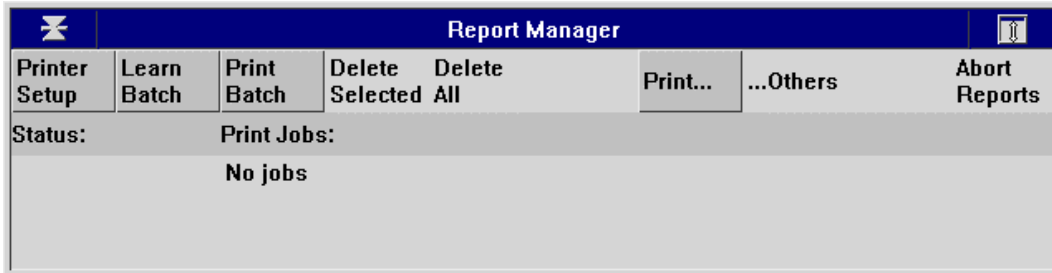 Report Manager
Printer Learn Print Delete Delete Print... ...Others Abort
Setup Batch Batch Selected All Reports
Status: Print Jobs:
No jobs